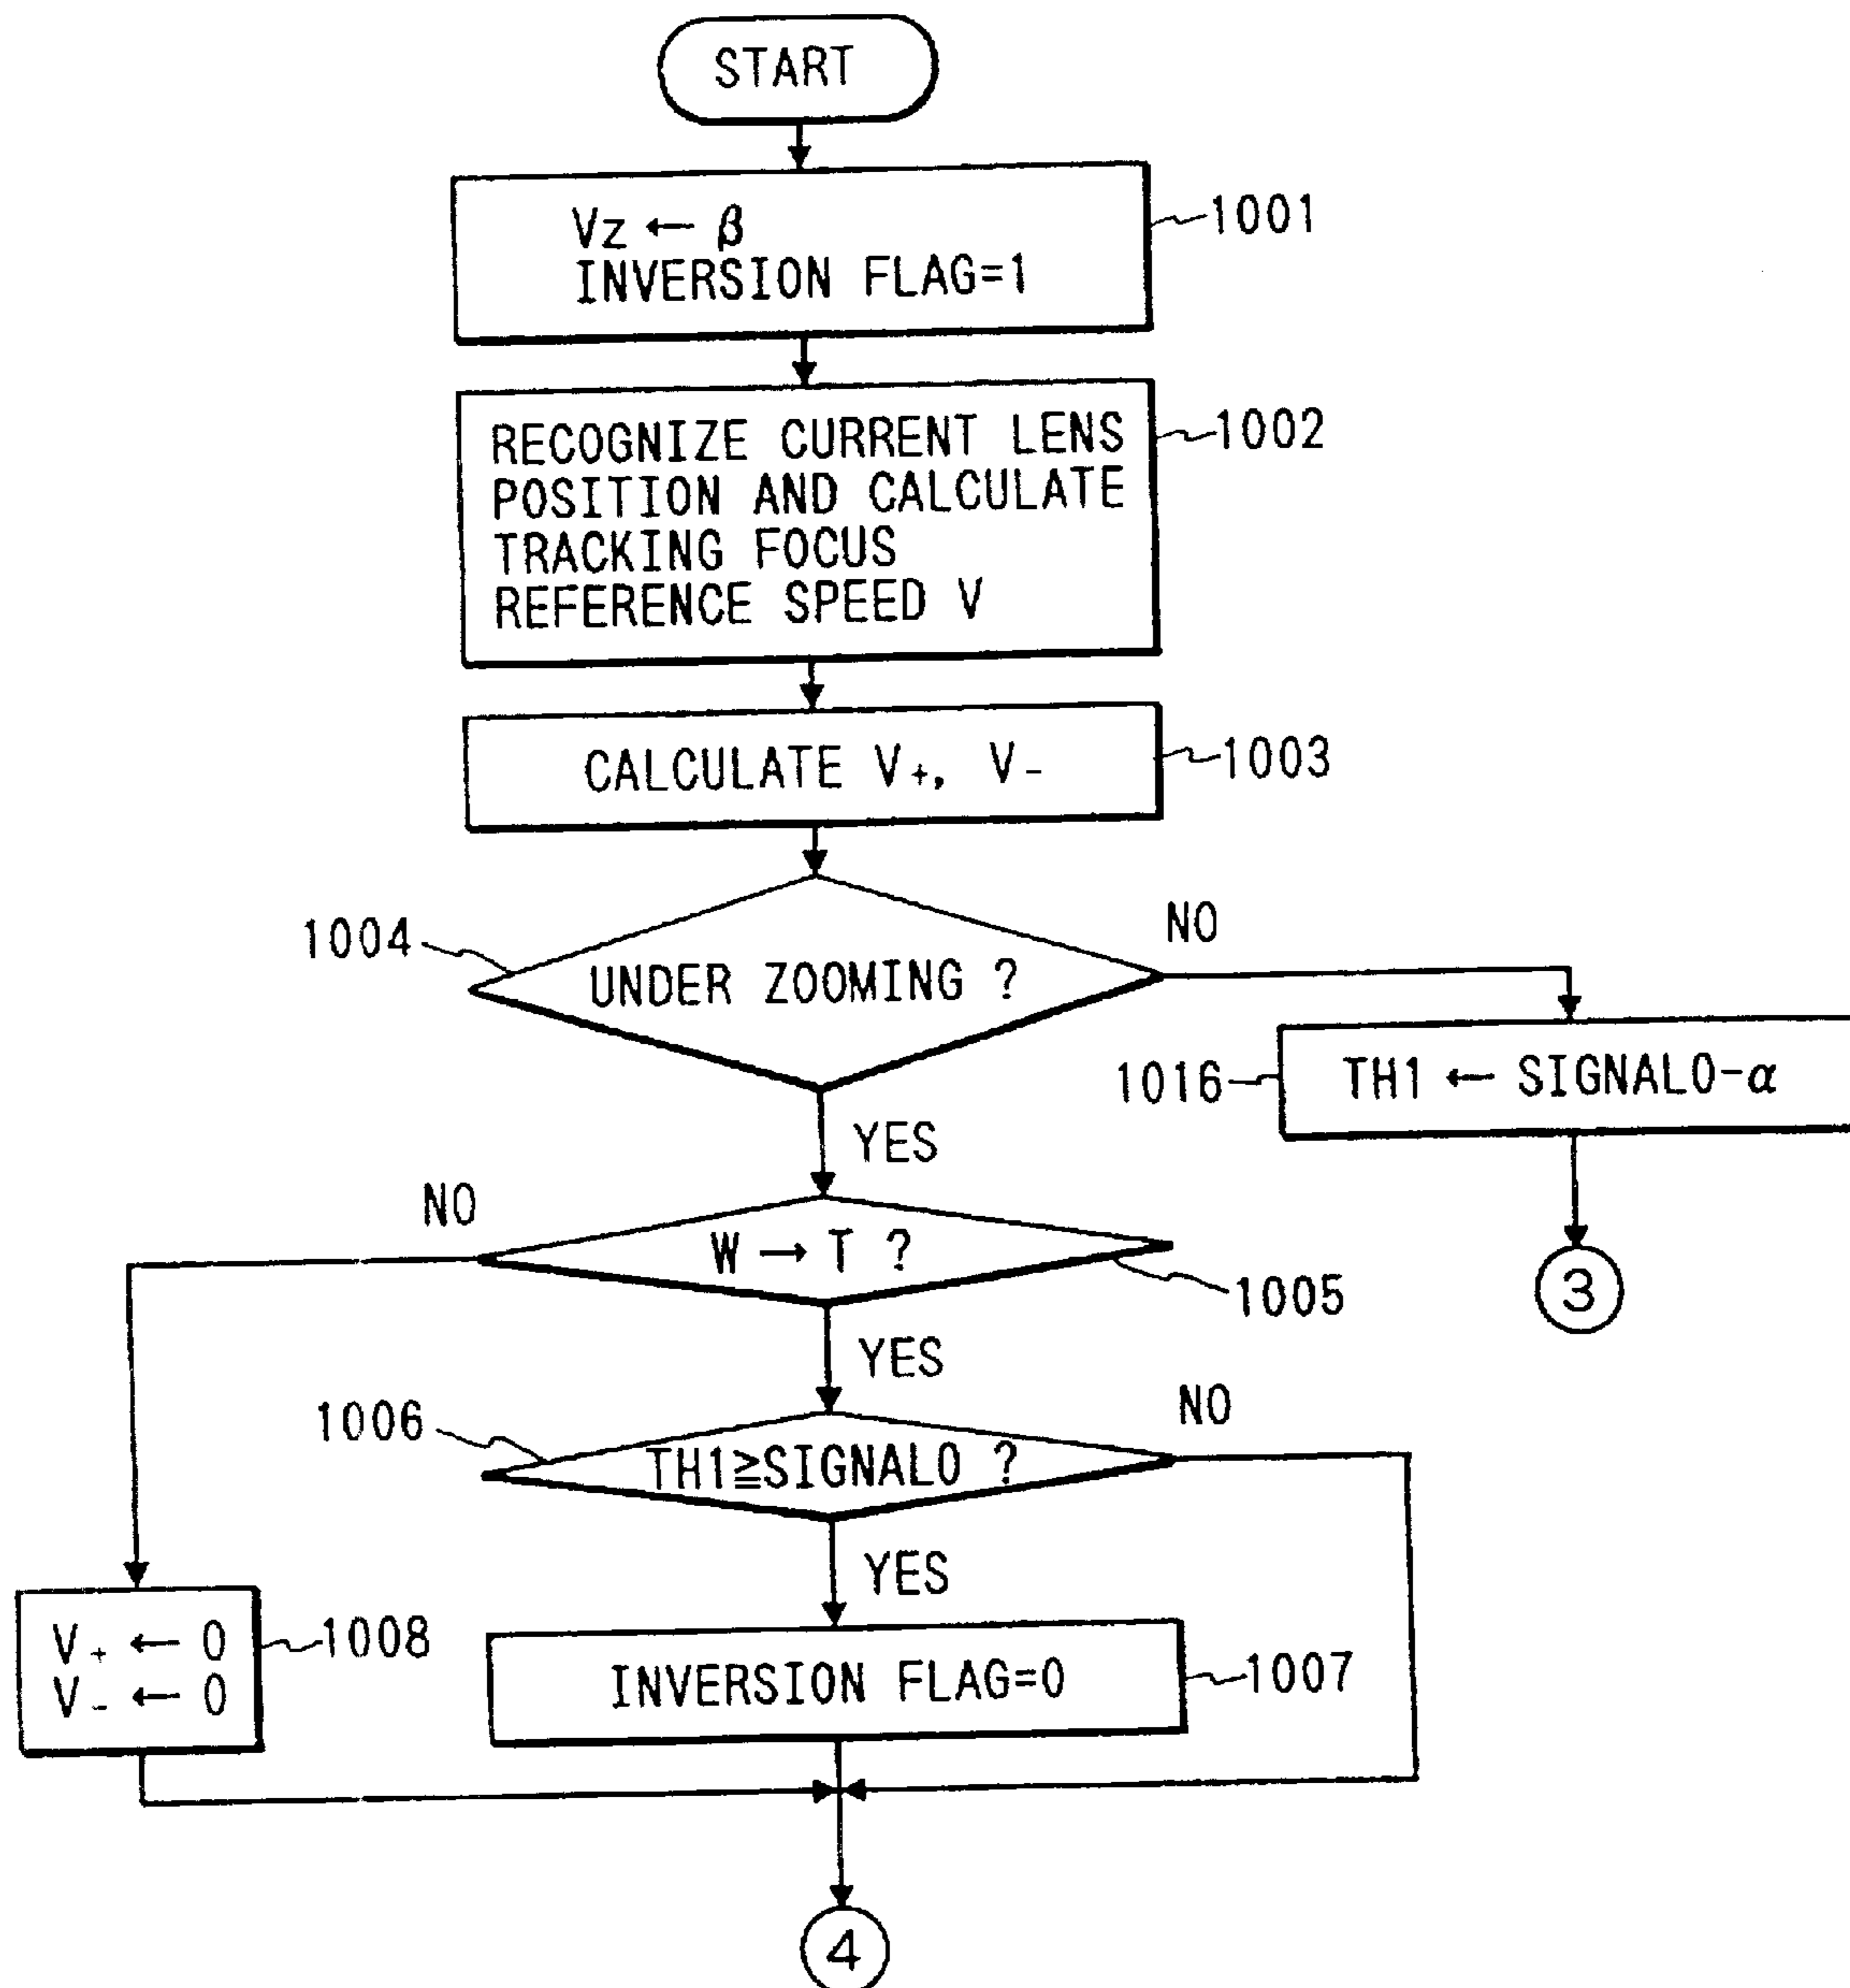 START
Vz ← β
INVERSION FLAG=1
1001
RECOGNIZE CURRENT LENS
POSITION AND CALCULATE
TRACKING FOCUS
REFERENCE SPEED V
1002
CALCULATE V+, V-
1003
1004
UNDER ZOOMING ?
NO
YES
1016
TH1 ← SIGNAL0-α
3
NO
W → T ?
1005
YES
1006
TH1≧SIGNAL0 ?
NO
YES
V+ ← 0
V- ← 0
1008
INVERSION FLAG=0
1007
4